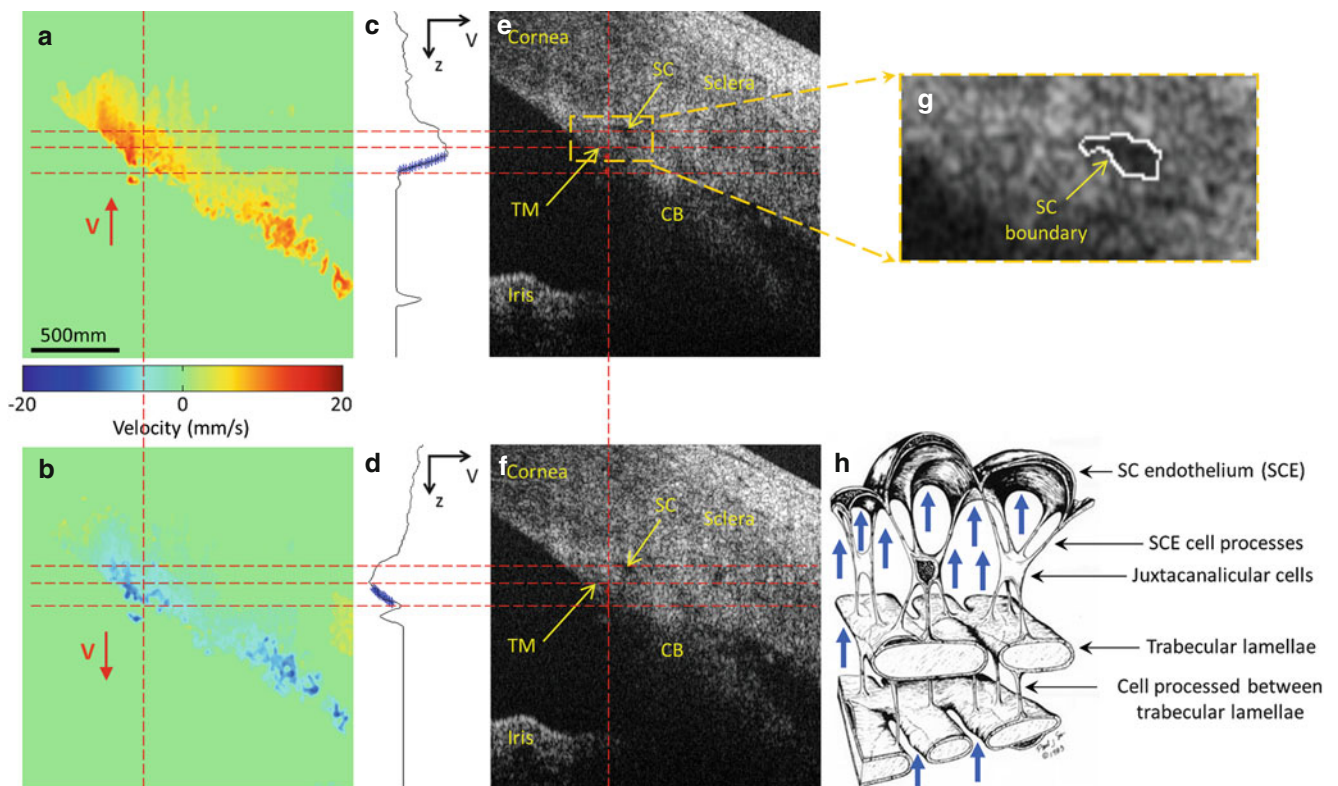 a
V
500mm
-20 0 20
Velocity (mm/s)
b
V
c
V
z
d
V
z
e
Cornea
SC
Sclera
TM
CB
Iris
f
Cornea
SC
Sclera
TM
CB
Iris
g
SC
boundary
h
SC endothelium (SCE)
SCE cell processes
Juxtacanalicular cells
Trabecular lamellae
Cell processed between
trabecular lamellae